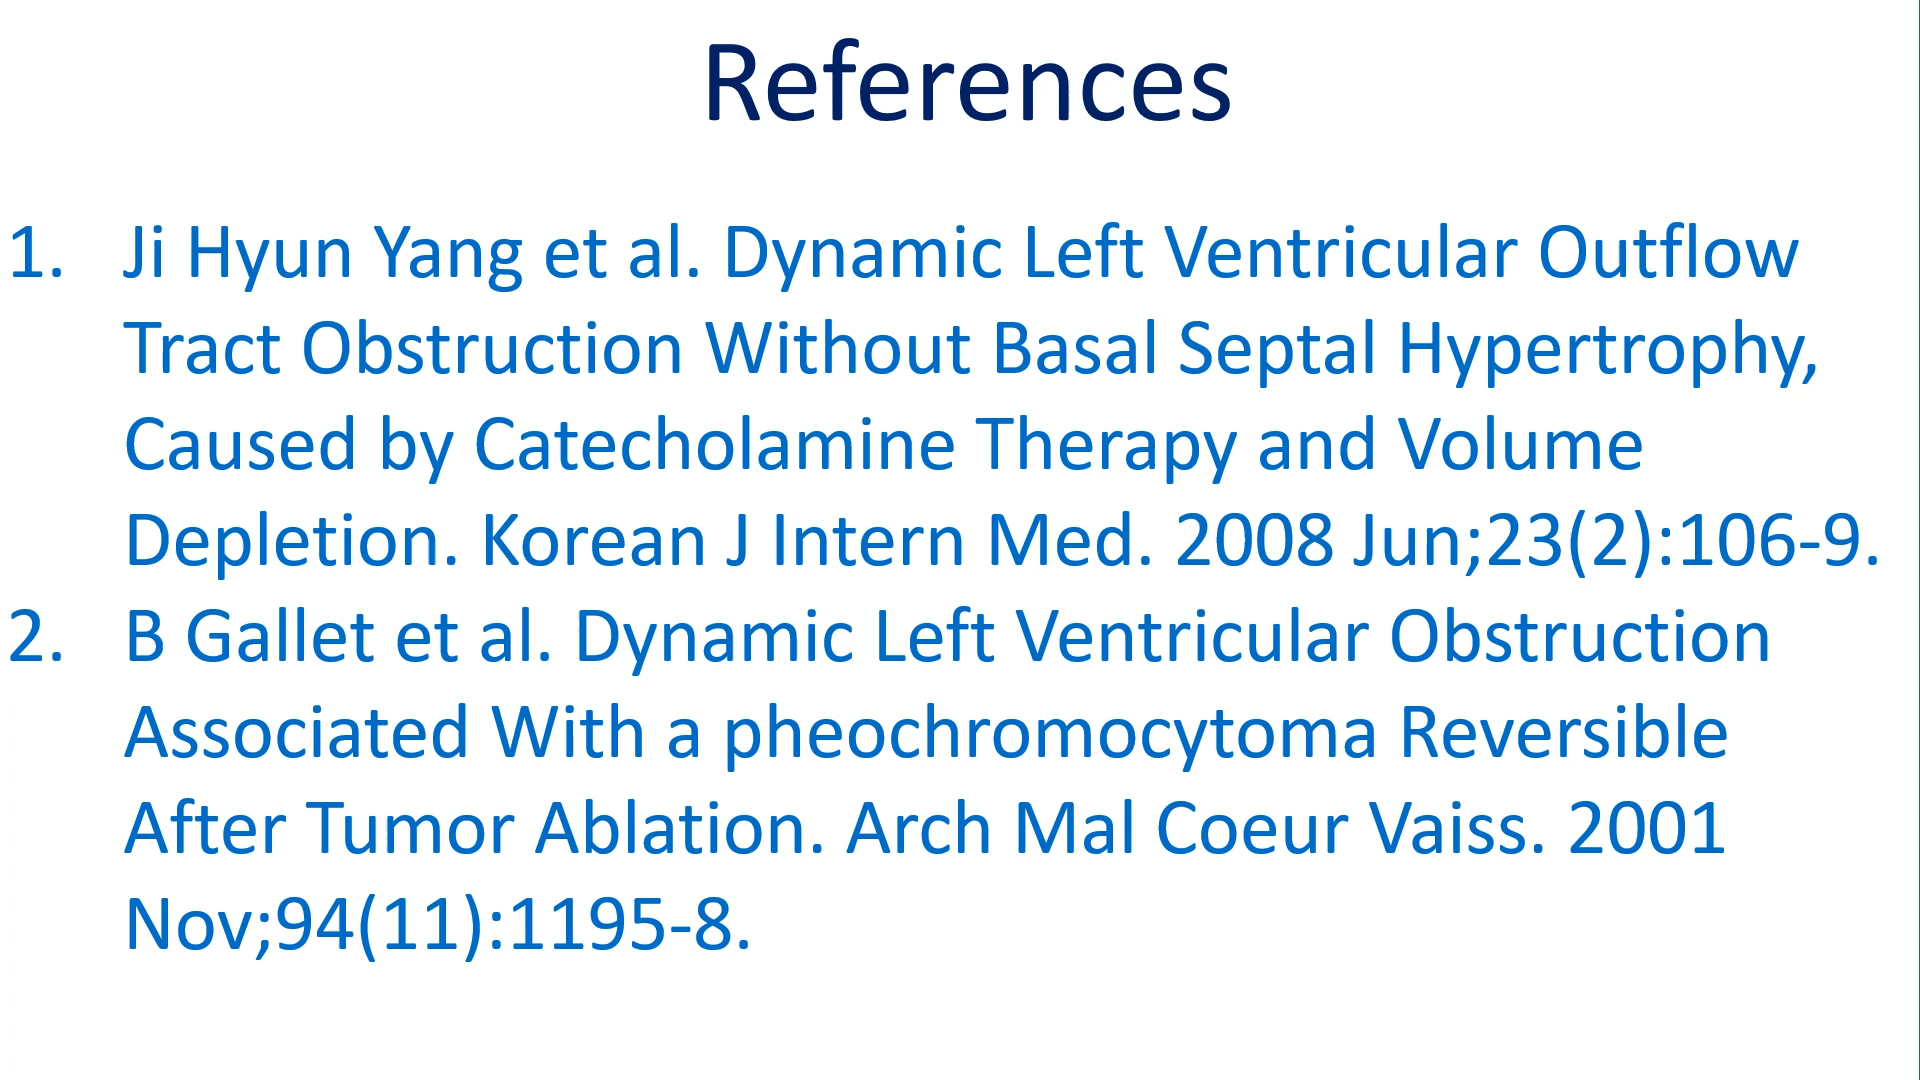 References
1. Ji Hyun Yang et al. Dynamic Left Ventricular Outflow
Tract Obstruction Without Basal Septal Hypertrophy,
Caused by Catecholamine Therapy and Volume
Depletion. Korean J Intern Med. 2008 Jun;23(2):106-9.
2. B Gallet et al. Dynamic Left Ventricular Obstruction
Associated With a pheochromocytoma Reversible
After Tumor Ablation. Arch Mal Coeur Vaiss. 2001
Nov;94(11):1195-8.